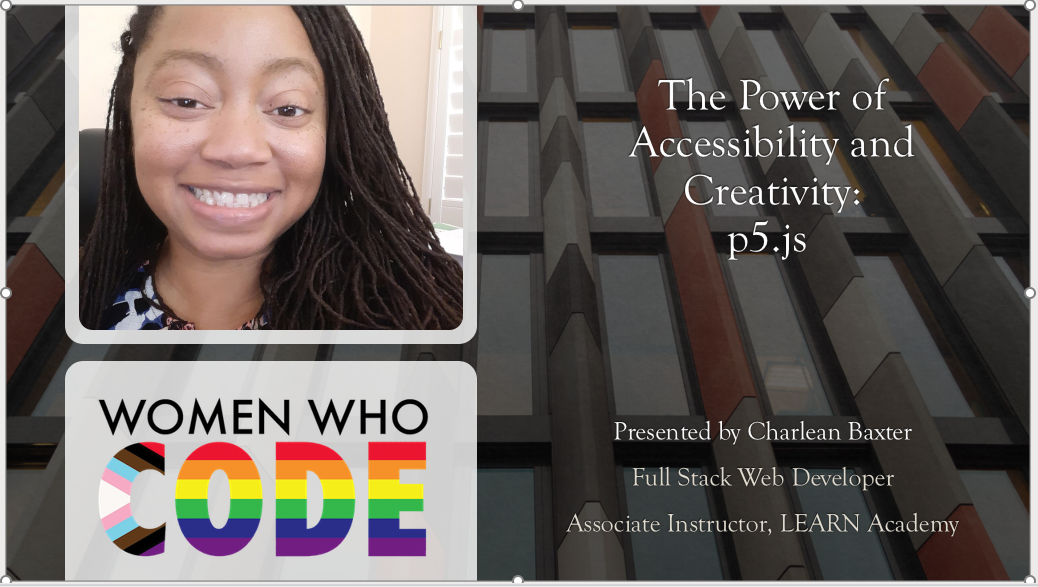 The Power of
Accessibility and
Creativity:
p5.js
WOMEN WHO
CODE
Presented by Charlean Baxter
Full Stack Web Developer
Associate Instructor, LEARN Academy